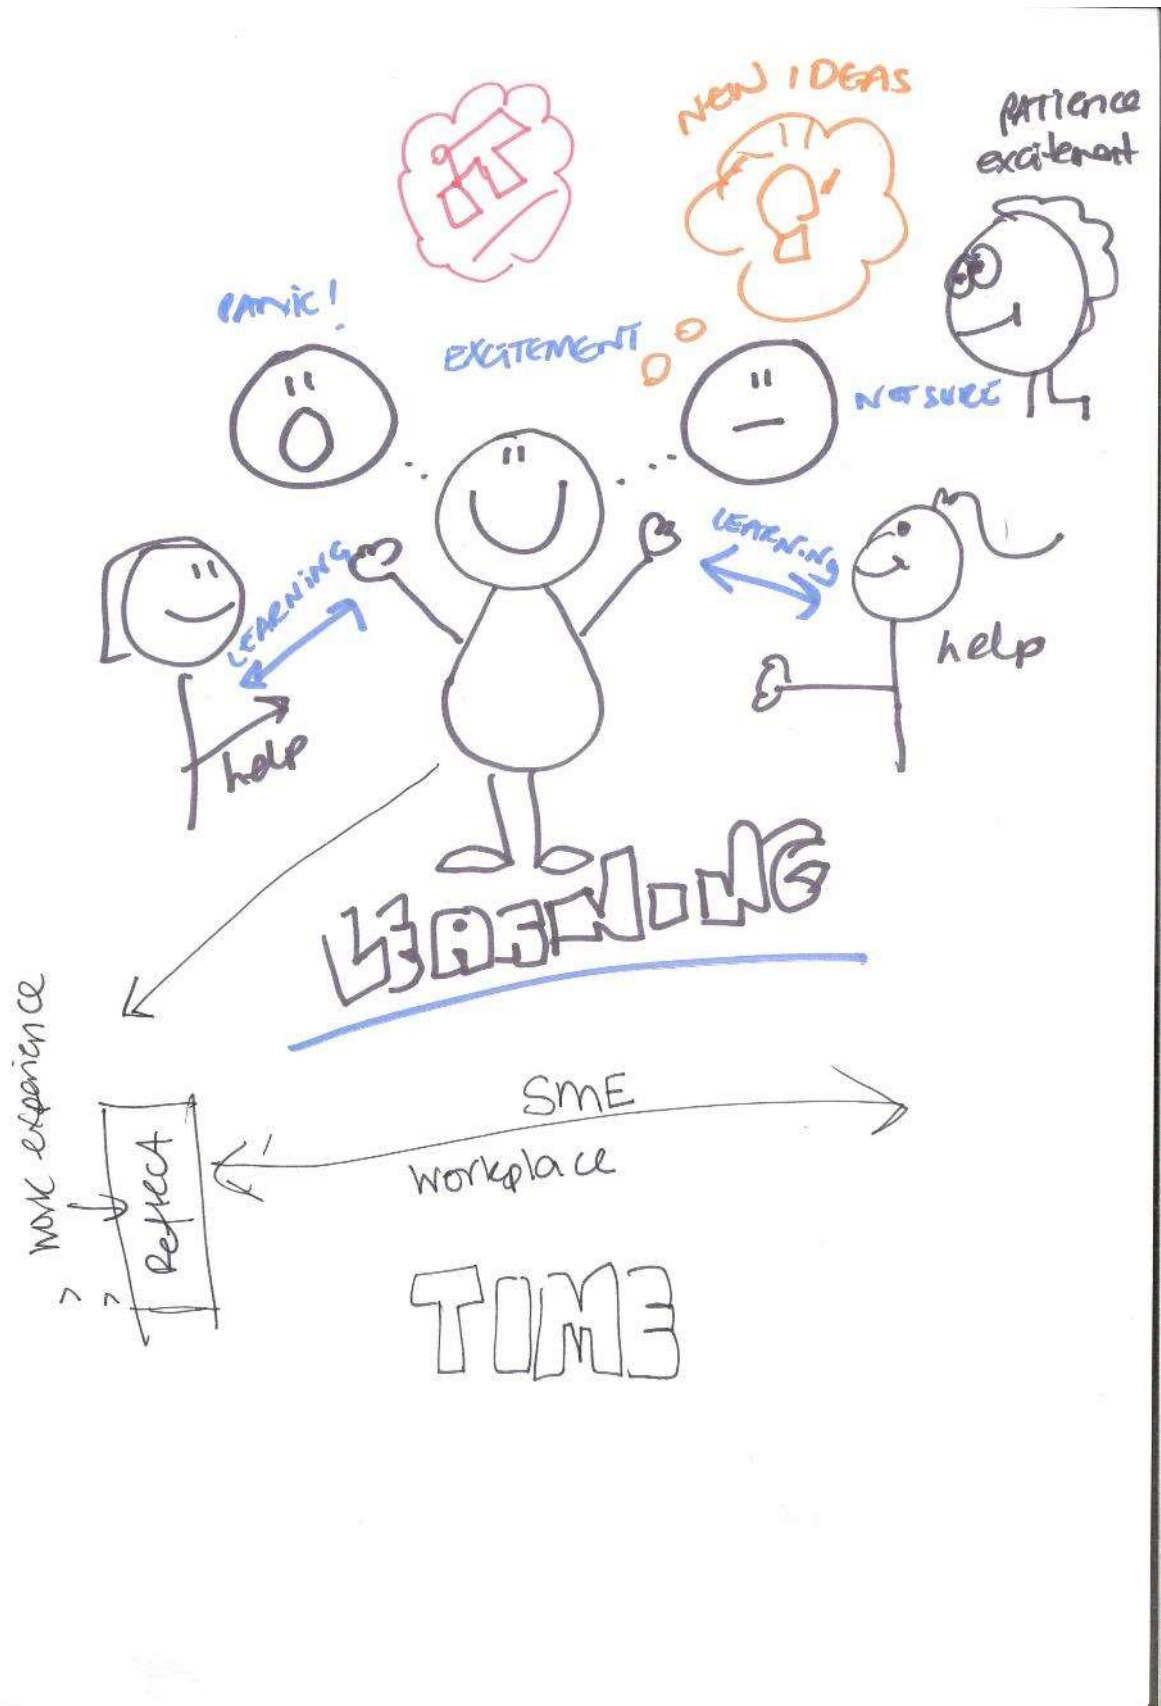 NEW IDEAS
PATIENCE
excitement
iT
PANIC!
EXCITEMENT
NOT SURE
LEARNING
LEARNING
help
help
LEARNING
work experience
SME
workplace
Reflect
TIME